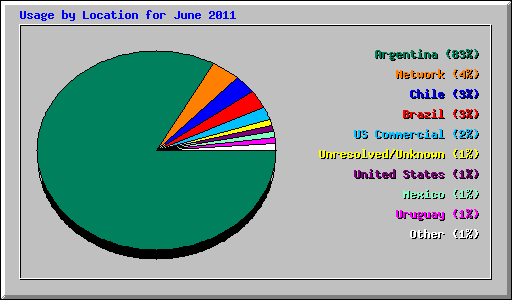 Usage by Location for June 2011
Argentina (83%)
Network (4%)
Chile (3%)
Brazil (3%)
US Commercial (2%)
Unresolved/Unknown (1%)
United States (1%)
Mexico (1%)
Uruguay (1%)
Other (1%)